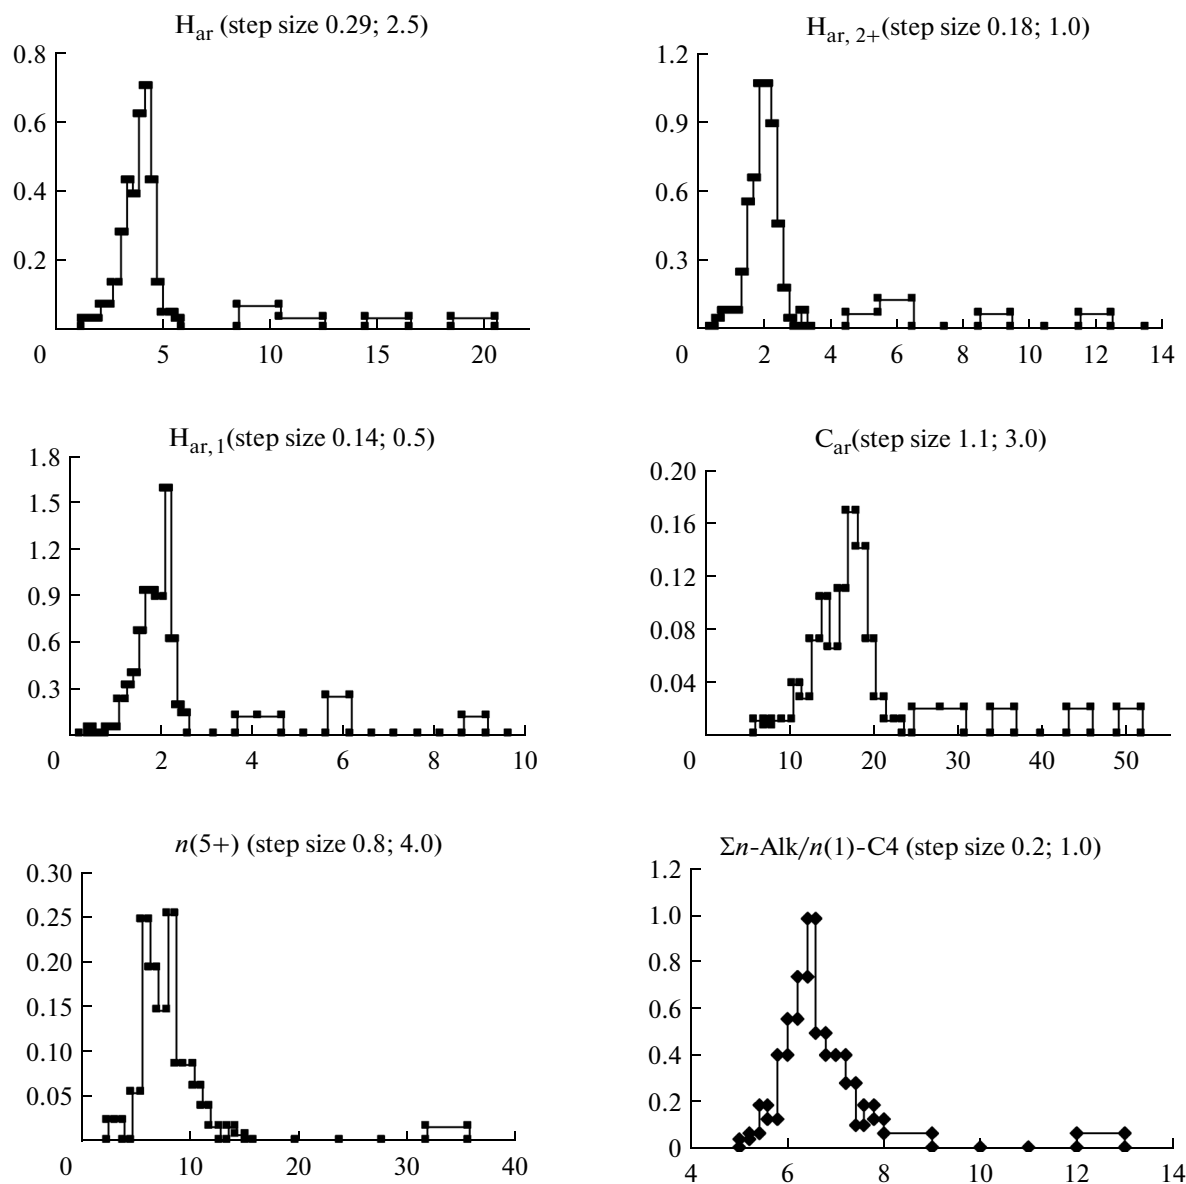 H_ar (step size 0.29; 2.5)
0.8
0.6
0.4
0.2
0 5 10 15 20
H_ar, 2+(step size 0.18; 1.0)
1.2
0.9
0.6
0.3
0 2 4 6 8 10 12 14
H_ar, 1(step size 0.14; 0.5)
1.8
1.5
1.2
0.9
0.6
0.3
0 2 4 6 8 10
C_ar(step size 1.1; 3.0)
0.20
0.16
0.12
0.08
0.04
0 10 20 30 40 50
n(5+) (step size 0.8; 4.0)
0.30
0.25
0.20
0.15
0.10
0.05
0 10 20 30 40
Σn-Alk/n(1)-C4 (step size 0.2; 1.0)
1.2
1.0
0.8
0.6
0.4
0.2
0
4 6 8 10 12 14